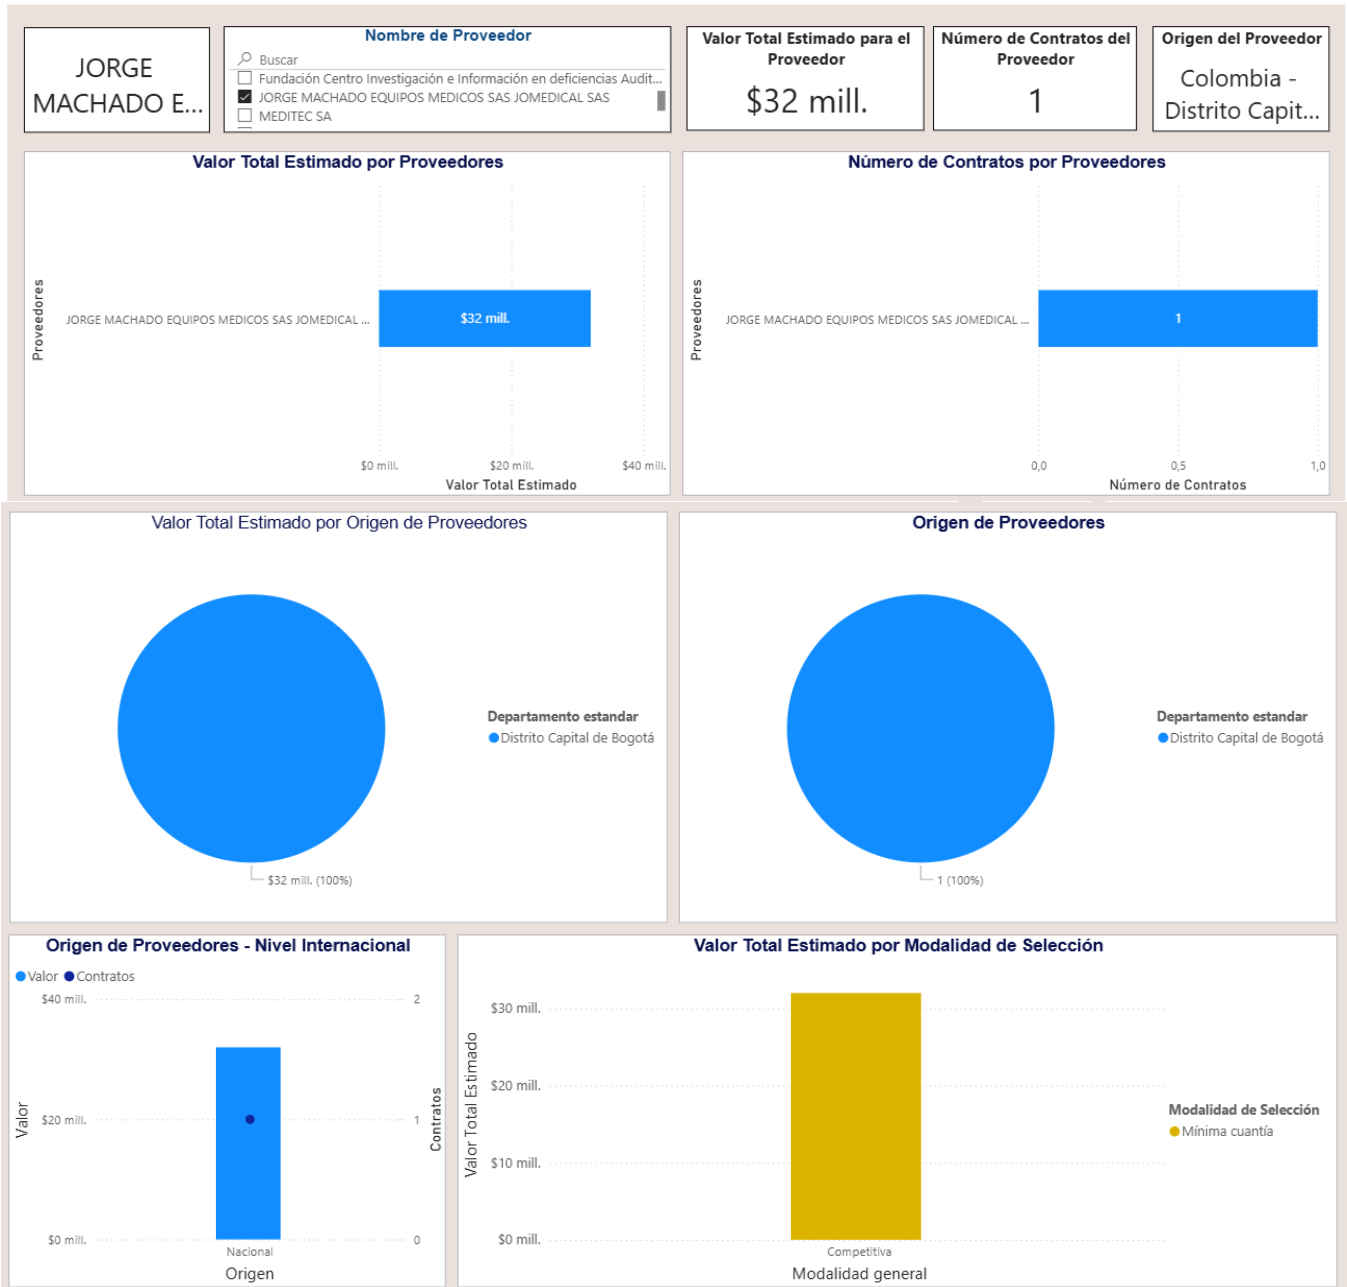 JORGE
MACHADO E...
Nombre de Proveedor
Buscar
Fundación Centro Investigación e Información en deficiencias Audit...
JORGE MACHADO EQUIPOS MEDICOS SAS JOMEDICAL SAS
MEDITEC SA
Valor Total Estimado para el
Proveedor
$32 mill.
Número de Contratos del
Proveedor
1
Origen del Proveedor
Colombia -
Distrito Capit...
Valor Total Estimado por Proveedores
Proveedores
JORGE MACHADO EQUIPOS MEDICOS SAS JOMEDICAL ...
$32 mill.
$0 mill.
$20 mill.
$40 mill.
Valor Total Estimado
Número de Contratos por Proveedores
Proveedores
JORGE MACHADO EQUIPOS MEDICOS SAS JOMEDICAL ...
1
0,0
0,5
1,0
Número de Contratos
Valor Total Estimado por Origen de Proveedores
Departamento estandar
Distrito Capital de Bogotá
$32 mill. (100%)
Origen de Proveedores
Departamento estandar
Distrito Capital de Bogotá
1 (100%)
Origen de Proveedores - Nivel Internacional
Valor
Contratos
$40 mill.
$20 mill.
$0 mill.
2
1
0
Valor
Contratos
Nacional
Origen
Valor Total Estimado por Modalidad de Selección
Valor Total Estimado
$30 mill.
$20 mill.
$10 mill.
$0 mill.
Competitiva
Modalidad general
Modalidad de Selección
Mínima cuantía